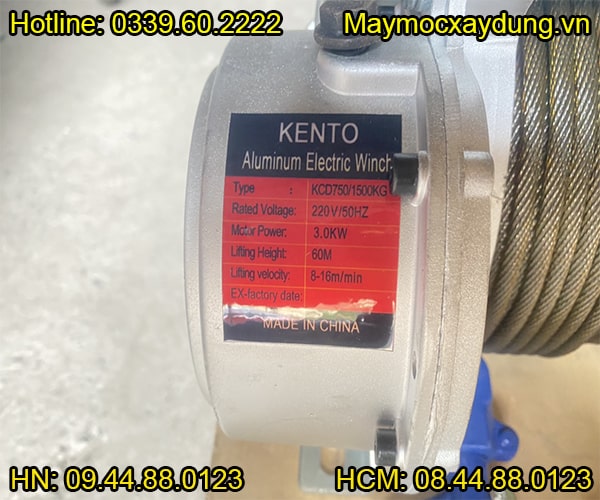 Hotline: 0339.60.2222
Maymocxaydung.vn
KENTO
Aluminum Electric Winch
Type : KCD750/1500KG
Rated Voltage: 220V/50HZ
Motor Power: 3.0KW
Lifting Height: 60M
Lifting velocity: 8-16m/min
EX-factory date:
MADE IN CHINA
HN: 09.44.88.0123
HCM: 08.44.88.0123